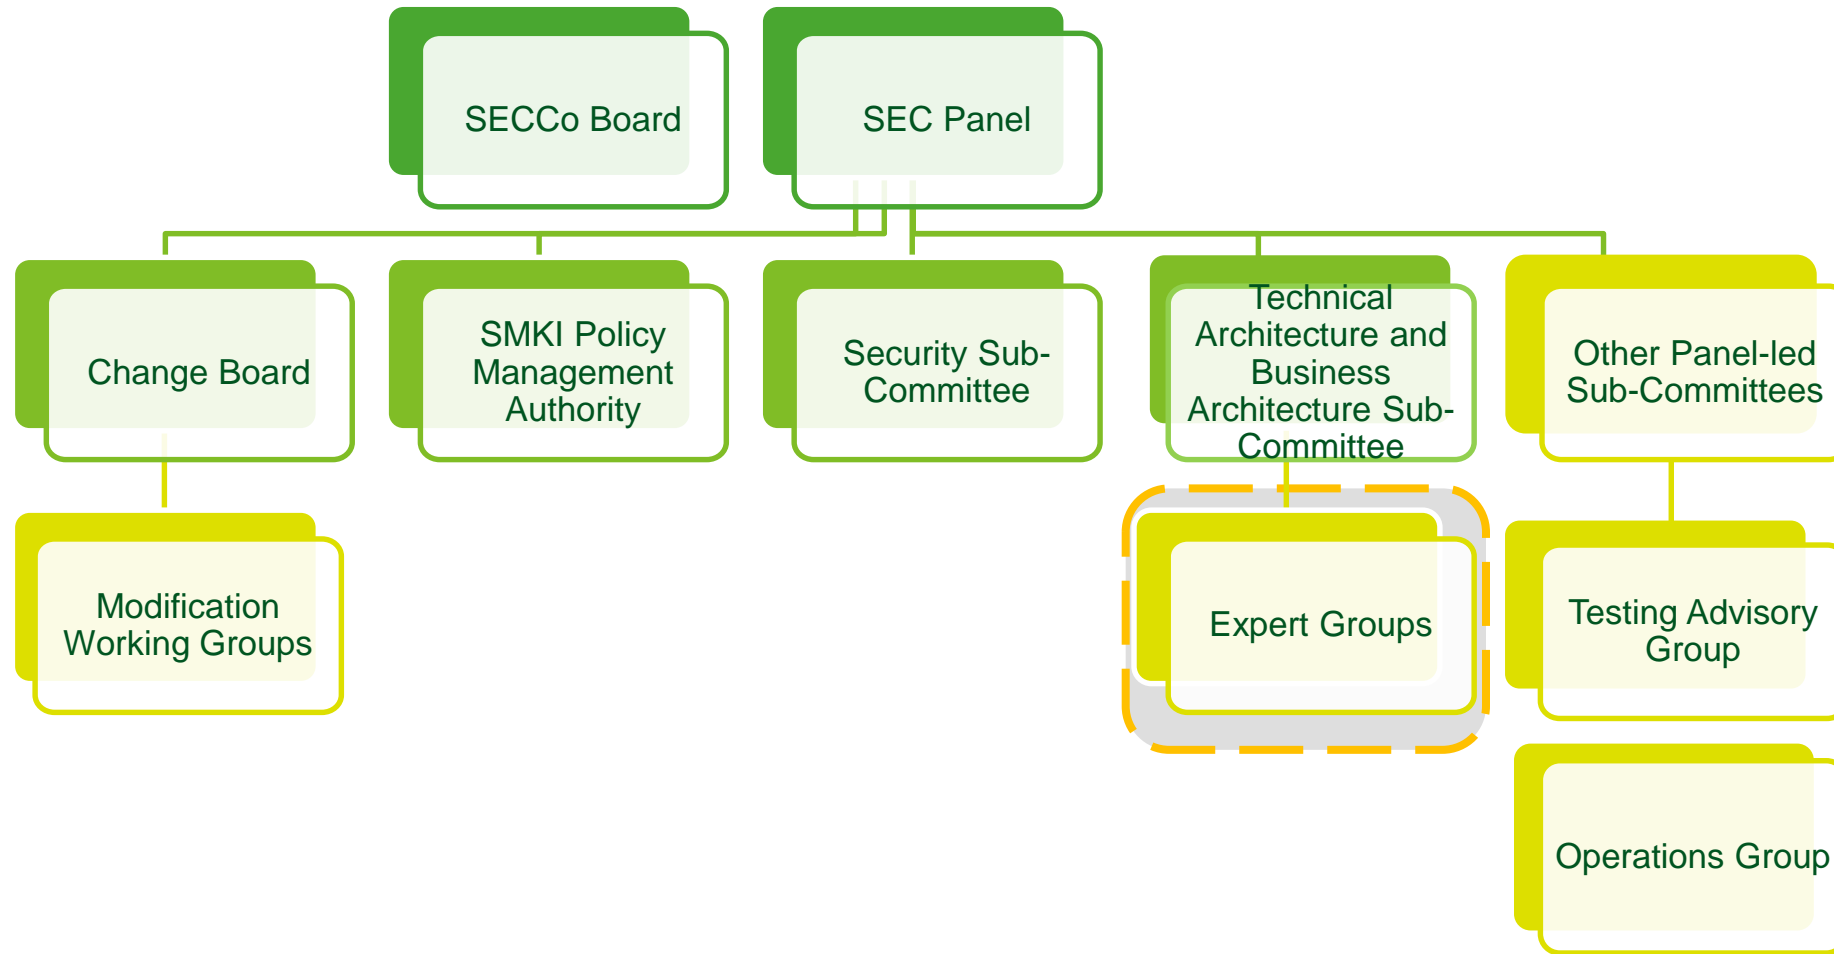 SECCo Board
SEC Panel
Change Board
SMKI Policy
Management
Authority
Security Sub-
Committee
Technical
Architecture and
Business
Architecture Sub-
Committee
Other Panel-led
Sub-Committees
Modification
Working Groups
Expert Groups
Testing Advisory
Group
Operations Group